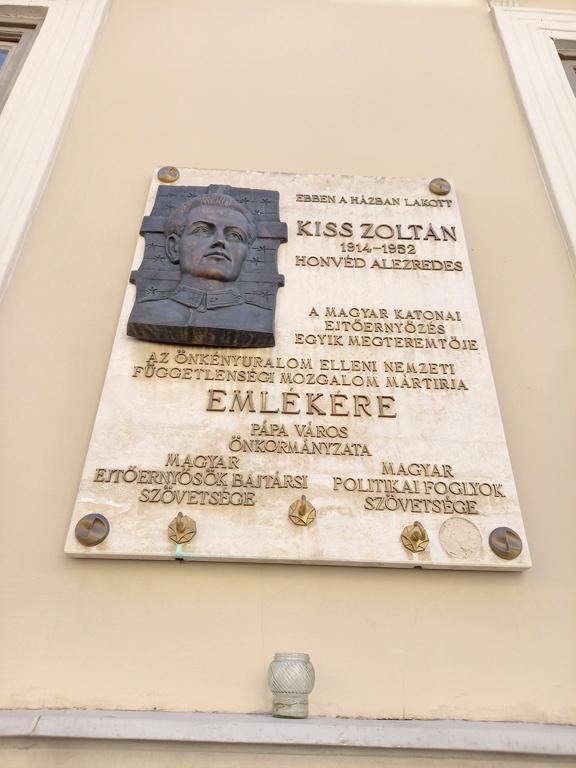 EBBEN A HÁZBAN LAKOTT
KISS ZOLTÁN
1914-1952
HONVÉD ALEZREDES
A MAGYAR KATONAI
EJTŐERNYŐZÉS
EGYIK MEGTEREMTŐJE
AZ ÖNKÉNYURALOM ELLENI NEMZETI
FÜGGETLENSÉGI MOZGALOM MÁRTIRJA
EMLÉKÉRE
PÁPA VÁROS
ÖNKORMÁNYZATA
MAGYAR
EJTŐERNYŐSÖK BAJTÁRSI
SZÖVETSÉGE
MAGYAR
POLITIKAI FOGLYOK
SZÖVETSÉGE